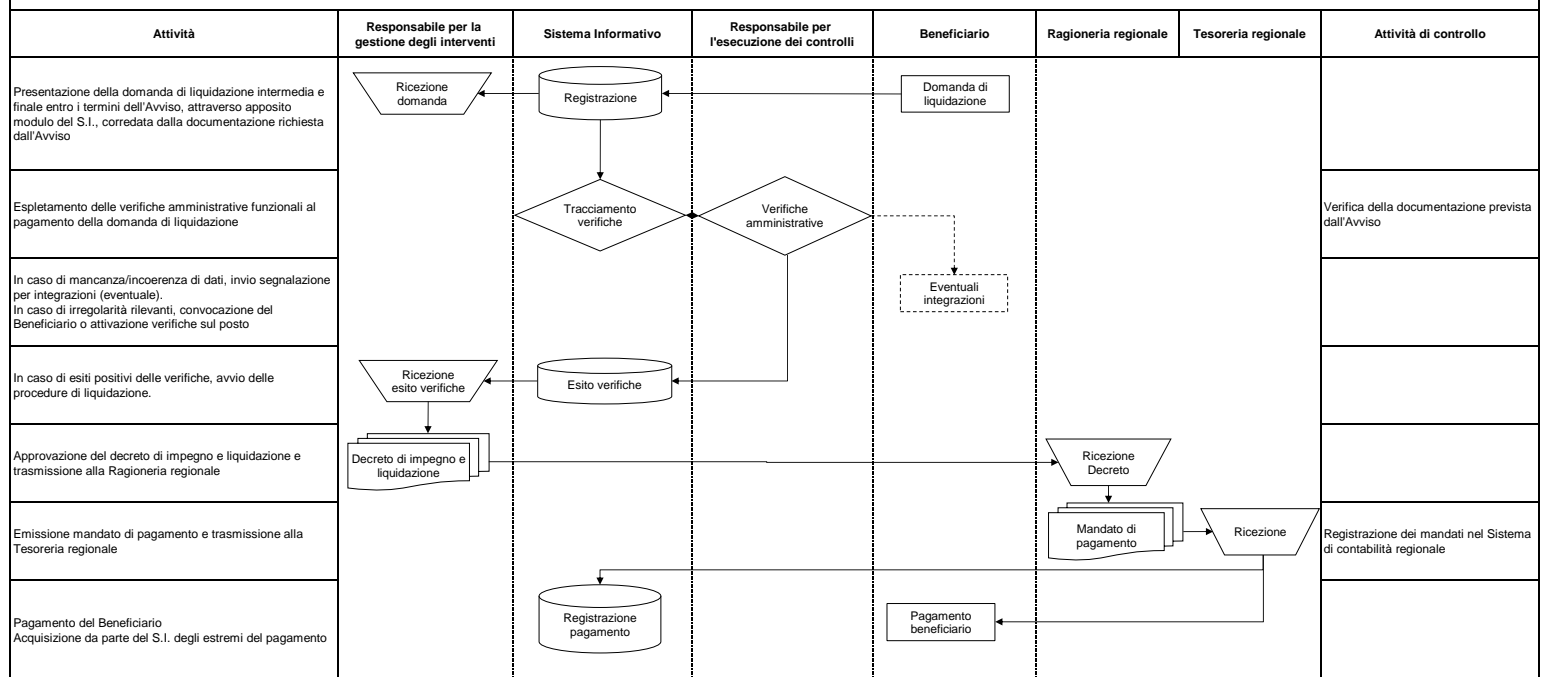 Attività
Responsabile per la
gestione degli interventi
Sistema Informativo
Responsabile per
l'esecuzione dei controlli
Beneficiario
Ragioneria regionale
Tesoreria regionale
Attività di controllo
Presentazione della domanda di liquidazione intermedia e
finale entro i termini dell'Avviso, attraverso apposito
modulo del S.I., corredata dalla documentazione richiesta
dall'Avviso
Ricezione
domanda
Registrazione
Domanda di
liquidazione
Espletamento delle verifiche amministrative funzionali al
pagamento della domanda di liquidazione
Tracciamento
verifiche
Verifiche
amministrative
Verifica della documentazione prevista
dall'Avviso
In caso di mancanza/incoerenza di dati, invio segnalazione
per integrazioni (eventuale).
In caso di irregolarità rilevanti, convocazione del
Beneficiario o attivazione verifiche sul posto
Eventuali
integrazioni
In caso di esiti positivi delle verifiche, avvio delle
procedure di liquidazione.
Ricezione
esito verifiche
Esito verifiche
Approvazione del decreto di impegno e liquidazione e
trasmissione alla Ragioneria regionale
Decreto di impegno e
liquidazione
Ricezione
Decreto
Emissione mandato di pagamento e trasmissione alla
Tesoreria regionale
Mandato di
pagamento
Ricezione
Registrazione dei mandati nel Sistema
di contabilità regionale
Pagamento del Beneficiario
Acquisizione da parte del S.I. degli estremi del pagamento
Registrazione
pagamento
Pagamento
beneficiario